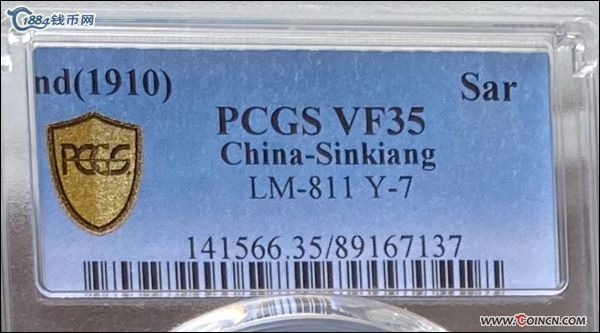 1884钱币网
nd(1910)
Sar
PCGS VF35
China-Sinkiang
LM-811 Y-7
PCGS
141566.35/89167137
www.COINCN.com